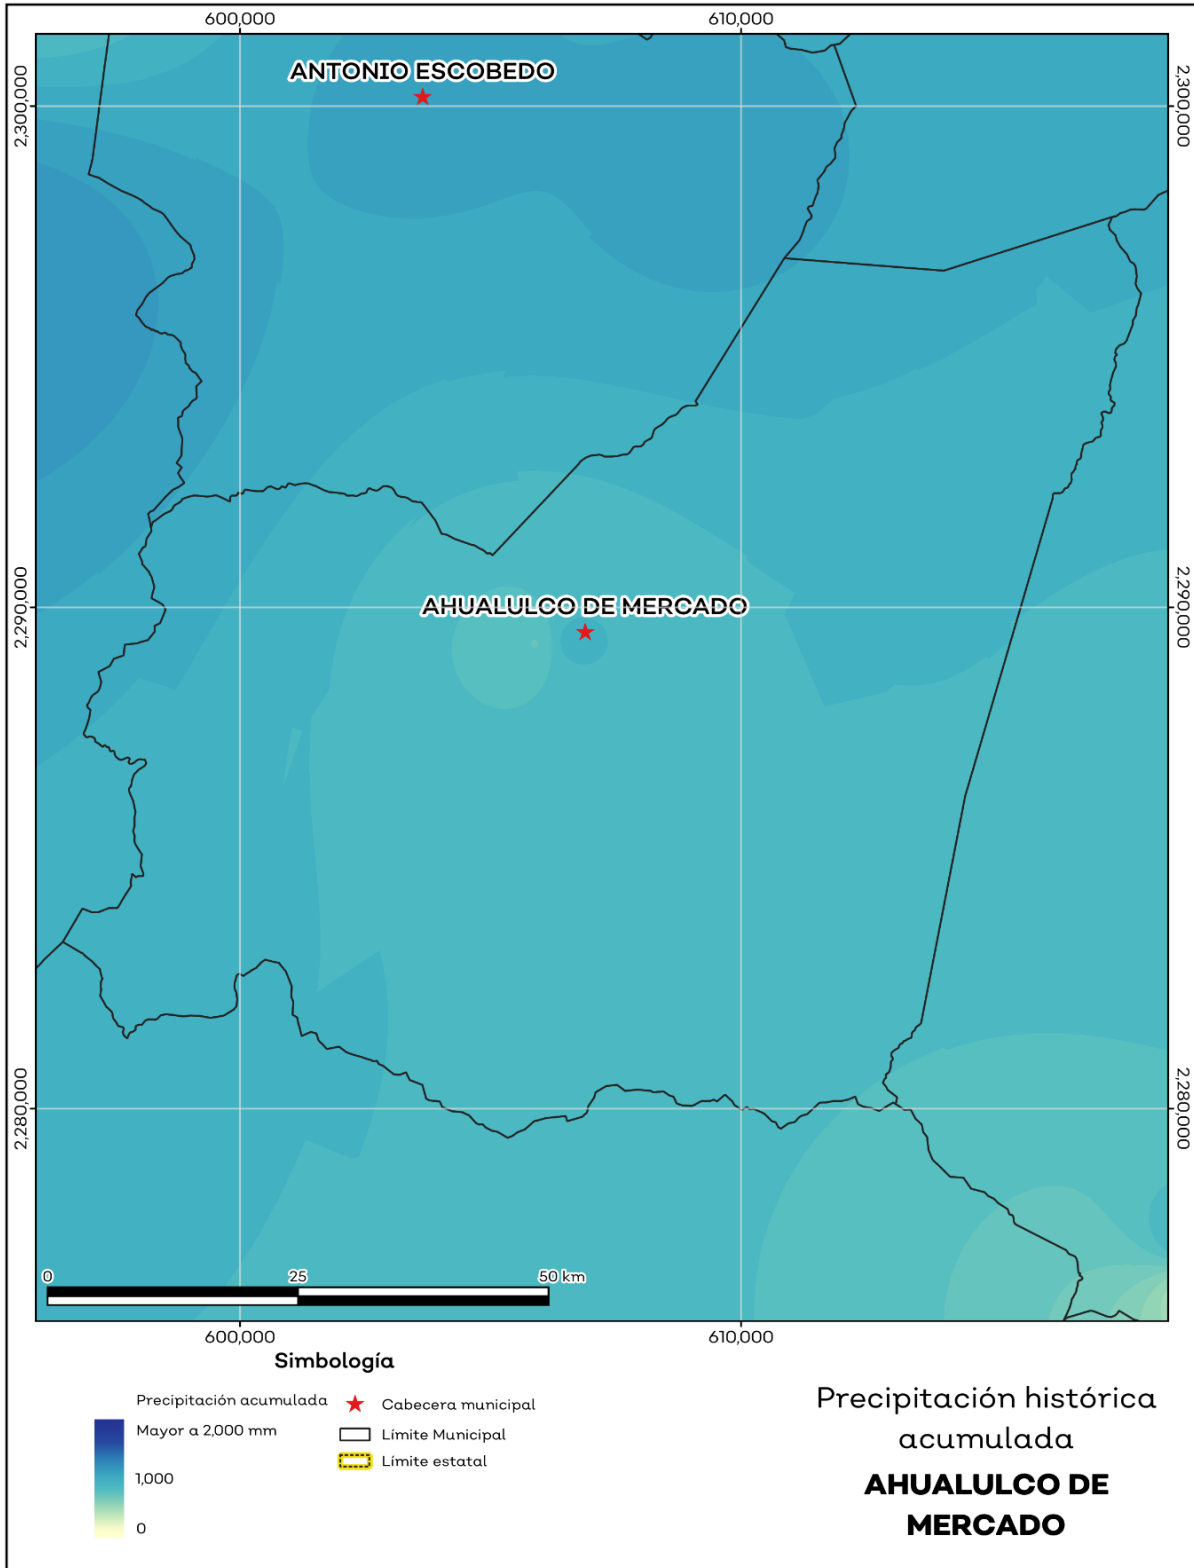 600,000
610,000
2,300,000
2,300,000
ANTONIO ESCOBEDO
2,290,000
2,290,000
AHUALULCO DE MERCADO
2,280,000
2,280,000
0
25
50 km
600,000
610,000
Simbología
Precipitación acumulada
Mayor a 2,000 mm
1,000
0
Cabecera municipal
Límite Municipal
Límite estatal
Precipitación histórica
acumulada
AHUALULCO DE
MERCADO